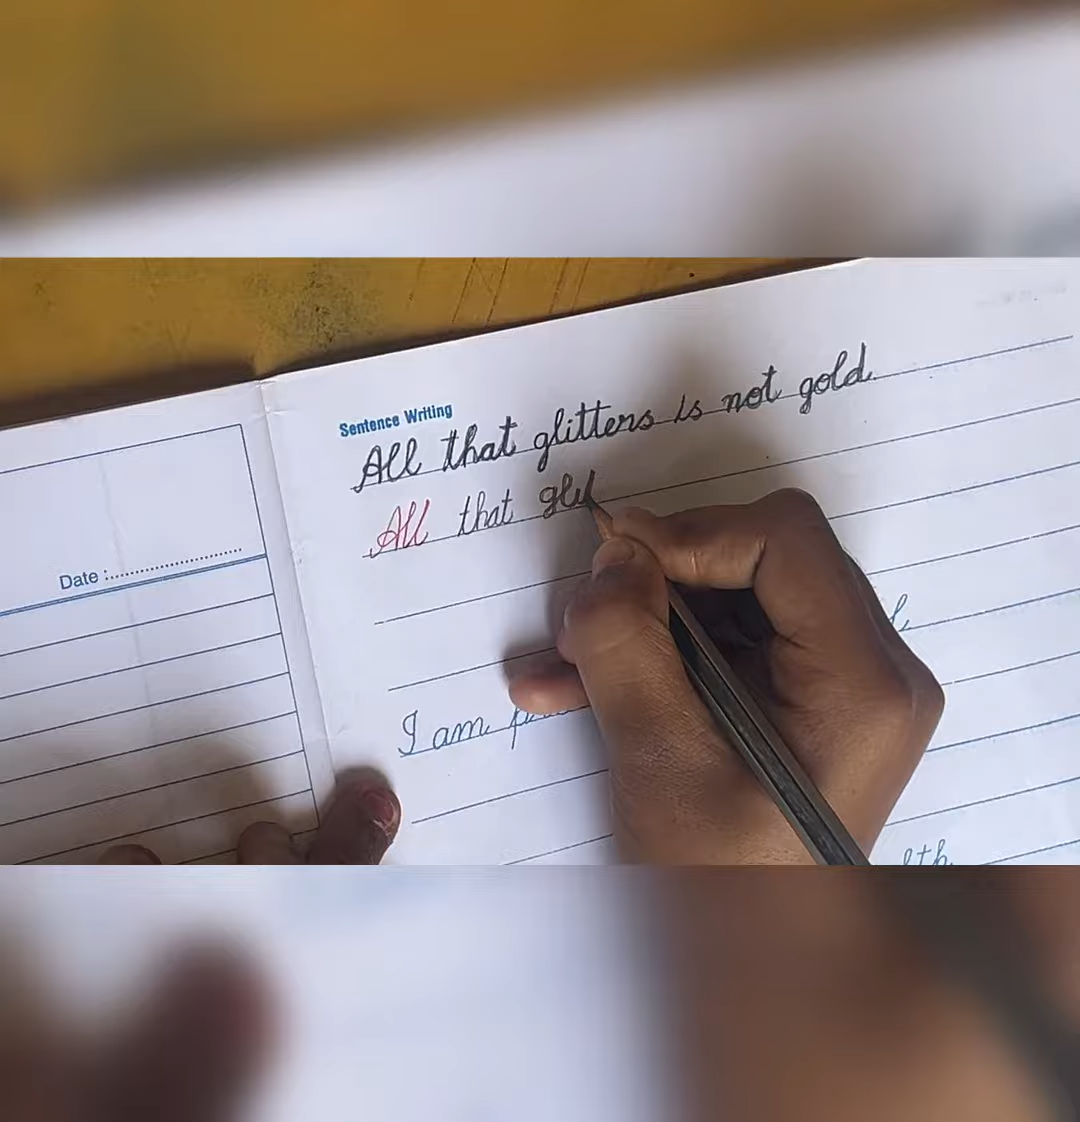 Sentence Writing
All that glitters is not gold.
All that
Date :
I am